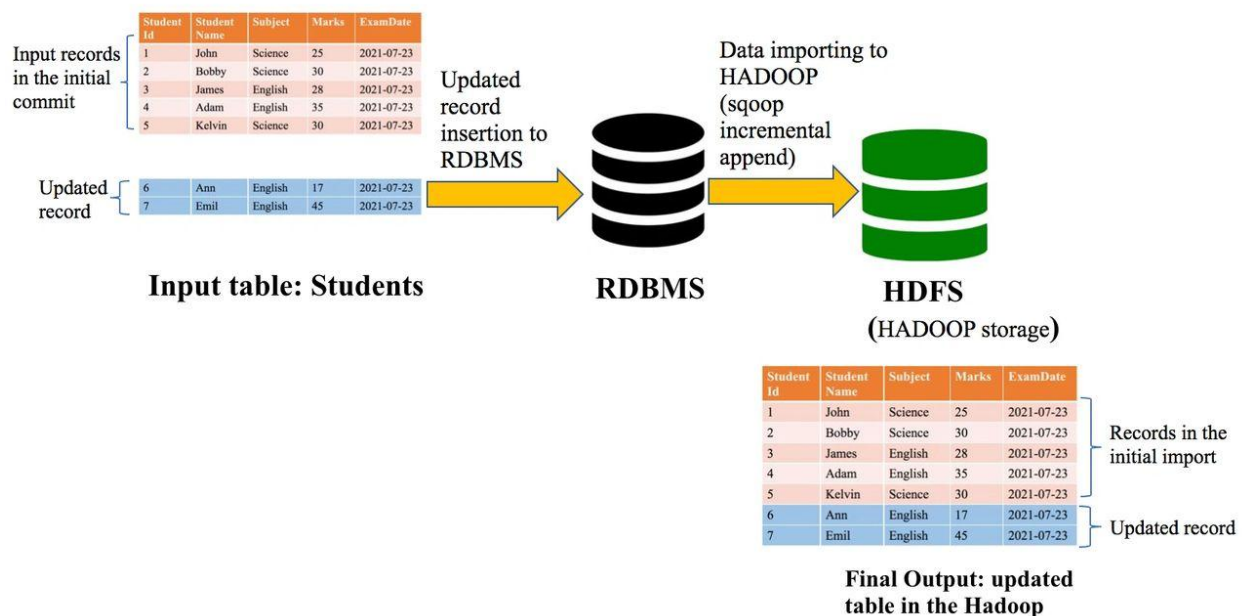 Student Id Student Name Subject Marks ExamDate
1 John Science 25 2021-07-23
2 Bobby Science 30 2021-07-23
3 James English 28 2021-07-23
4 Adam English 35 2021-07-23
5 Kelvin Science 30 2021-07-23
Input records
in the initial
commit
6 Ann English 17 2021-07-23
7 Emil English 45 2021-07-23
Updated
record
Input table: Students
Updated
record
insertion to
RDBMS
RDBMS
Data importing to
HADOOP
(sqoop
incremental
append)
HDFS
(HADOOP storage)
Student Id Student Name Subject Marks ExamDate
1 John Science 25 2021-07-23
2 Bobby Science 30 2021-07-23
3 James English 28 2021-07-23
4 Adam English 35 2021-07-23
5 Kelvin Science 30 2021-07-23
6 Ann English 17 2021-07-23
7 Emil English 45 2021-07-23
Records in the
initial import
Updated record
Final Output: updated
table in the Hadoop